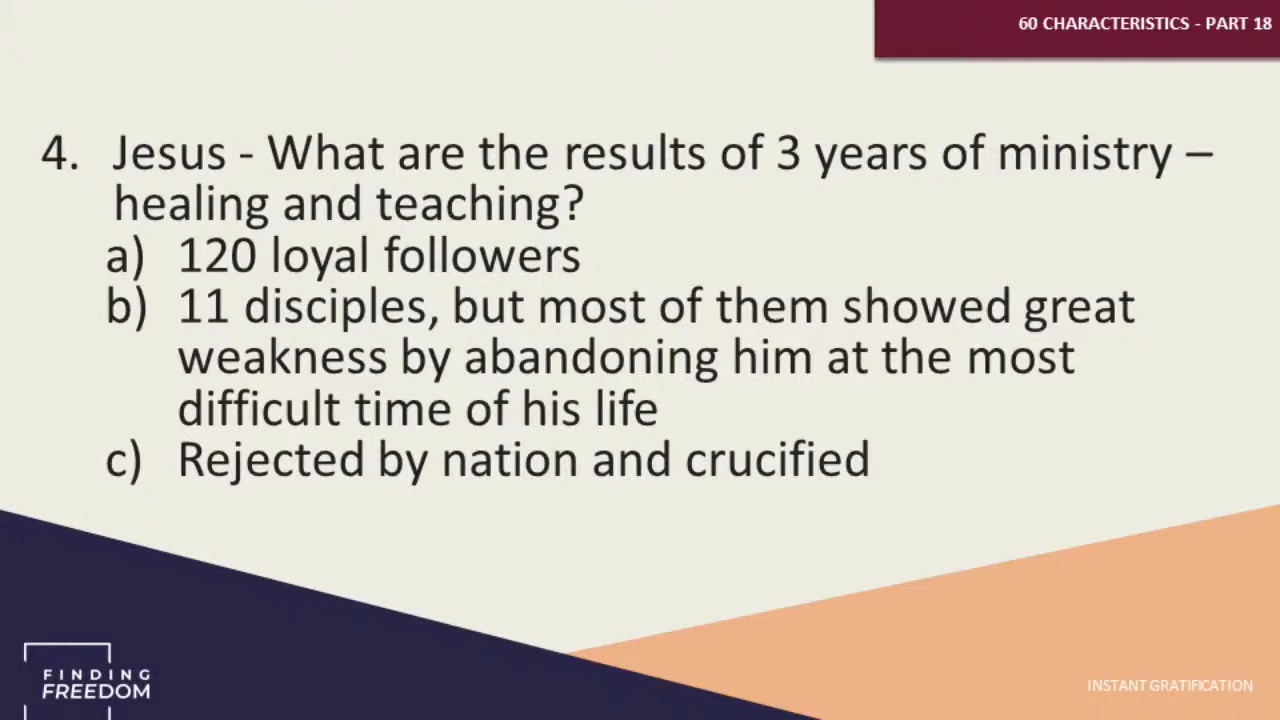 60 CHARACTERISTICS - PART 18
4. Jesus - What are the results of 3 years of ministry –
healing and teaching?
a) 120 loyal followers
b) 11 disciples, but most of them showed great
weakness by abandoning him at the most
difficult time of his life
c) Rejected by nation and crucified
FINDING
FREEDOM
INSTANT GRATIFICATION